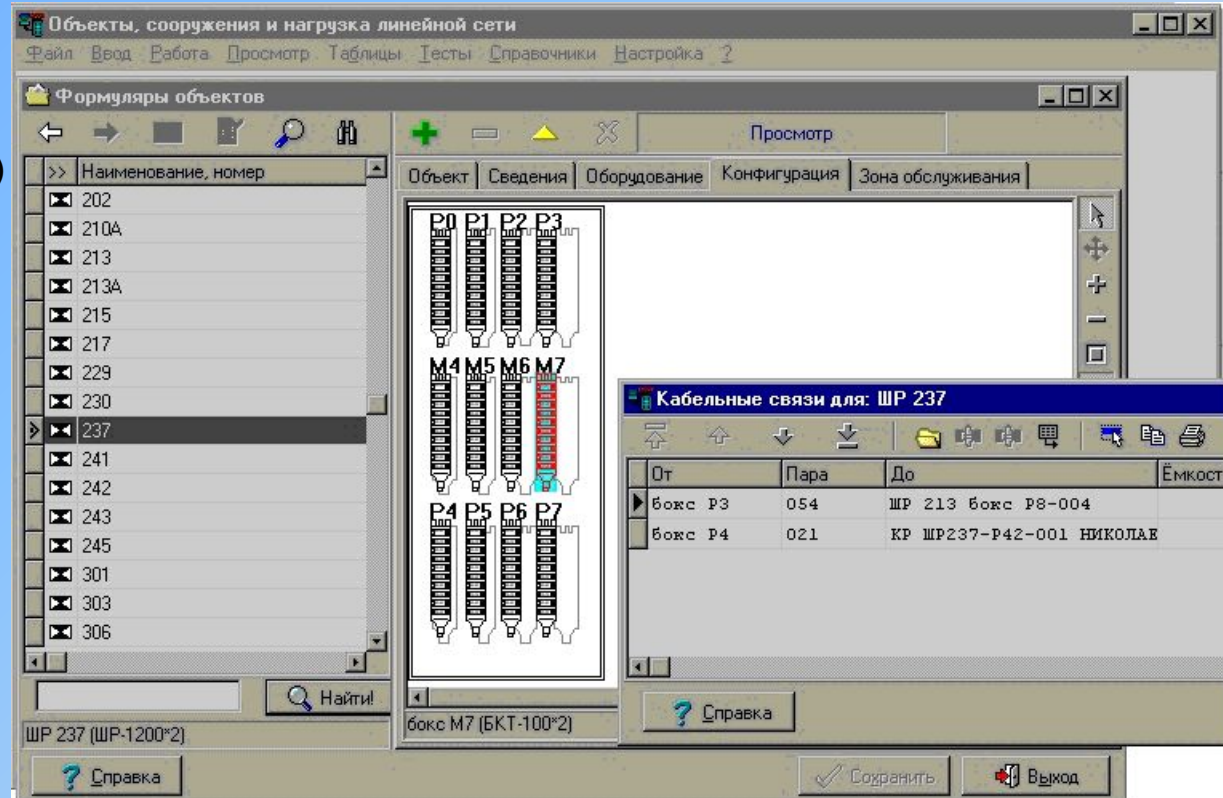 Объекты, сооружения и нагрузка линейной сети
Файл Ввод Работа Просмотр Таблицы Тесты Справочники Настройка ?
Формуляры объектов
Просмотр
>> Наименование, номер
Объект Сведения Оборудование Конфигурация Зона обслуживания
202
210А
213
213А
215
217
229
230
237
241
242
243
245
301
303
306
P0 P1 P2 P3
M4 M5 M6 M7
P4 P5 P6 P7
Кабельные связи для: ШР 237
От Пара До Ёмкост
бокс Р3 054 ШР 213 бокс Р8-004
бокс Р4 021 КР ШР237-Р42-001 НИКОЛАЕ
Найти!
ШР 237 (ШР-1200*2)
бокс М7 (БКТ-100*2)
? Справка
? Справка
Сохранить
Выход